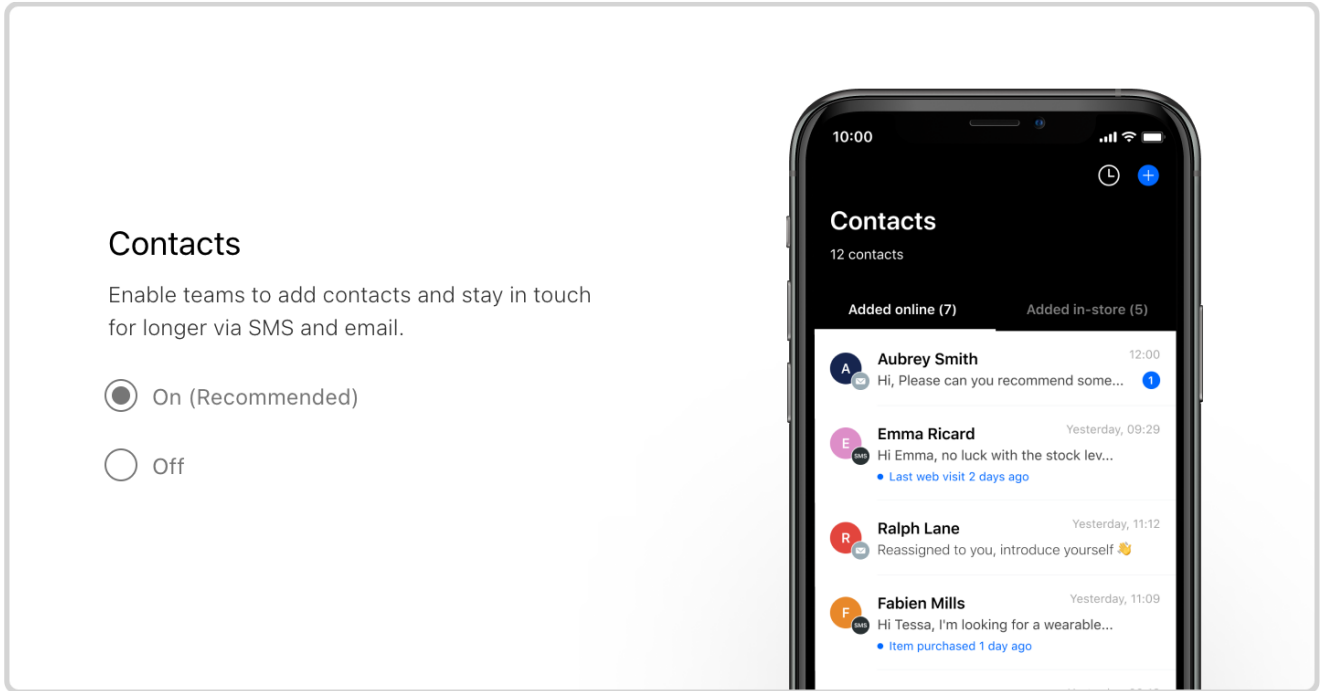 Contacts
Enable teams to add contacts and stay in touch
for longer via SMS and email.
On (Recommended)
Off
10:00
Contacts
12 contacts
Added online (7)
Added in-store (5)
A
Aubrey Smith
12:00
Hi, Please can you recommend some...
1
E
SMS
Emma Ricard
Yesterday, 09:29
Hi Emma, no luck with the stock lev...
Last web visit 2 days ago
R
Ralph Lane
Yesterday, 11:12
Reassigned to you, introduce yourself 👋
F
SMS
Fabien Mills
Yesterday, 11:09
Hi Tessa, I'm looking for a wearable...
Item purchased 1 day ago